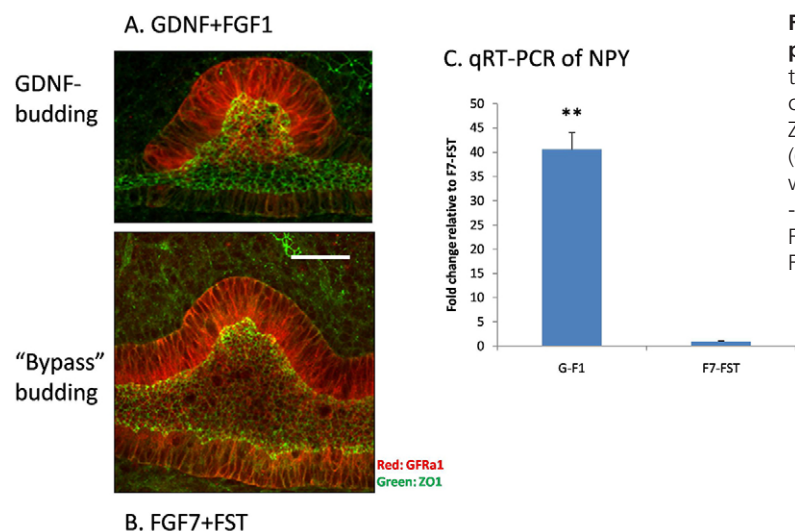 A. GDNF+FGF1
GDNF-
budding
"Bypass"
budding
Red: GFRa1
Green: ZO1
B. FGF7+FST
C. qRT-PCR of NPY
Fold change relative to F7-FST
50
45
40
35
30
25
20
15
10
5
0
**
G-F1
F7-FST
F
p
t
c
Z
(
w
-
F
F